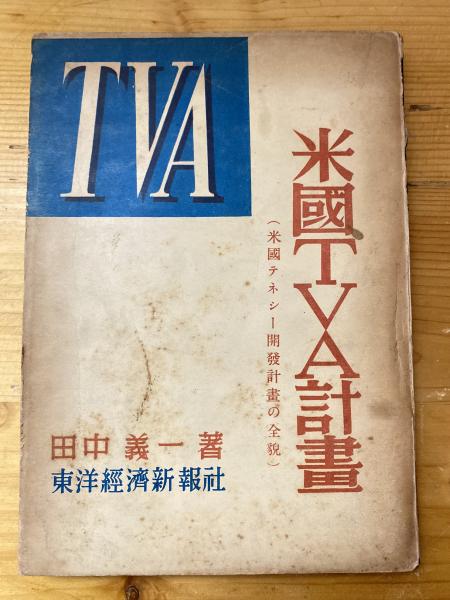 TVA
米國TVA計畫
（米國テネシー開發計畫の全貌）
田中義一著
東洋經濟新報社